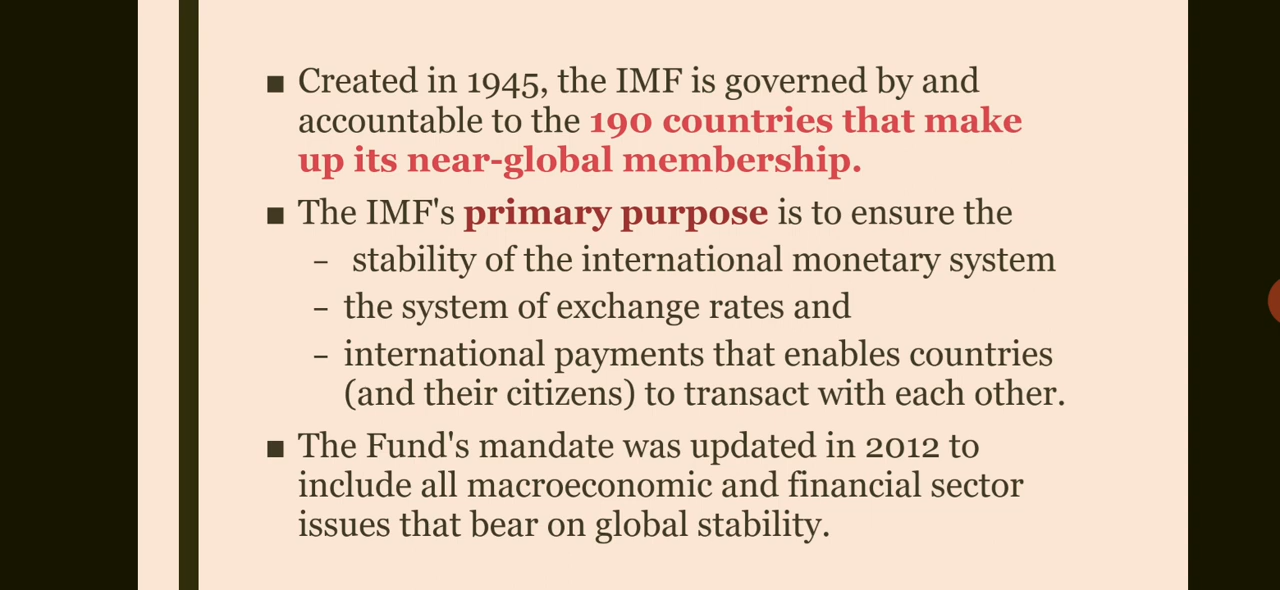 ■ Created in 1945, the IMF is governed by and
accountable to the 190 countries that make
up its near-global membership.
■ The IMF's primary purpose is to ensure the
– stability of the international monetary system
– the system of exchange rates and
– international payments that enables countries
(and their citizens) to transact with each other.
■ The Fund's mandate was updated in 2012 to
include all macroeconomic and financial sector
issues that bear on global stability.